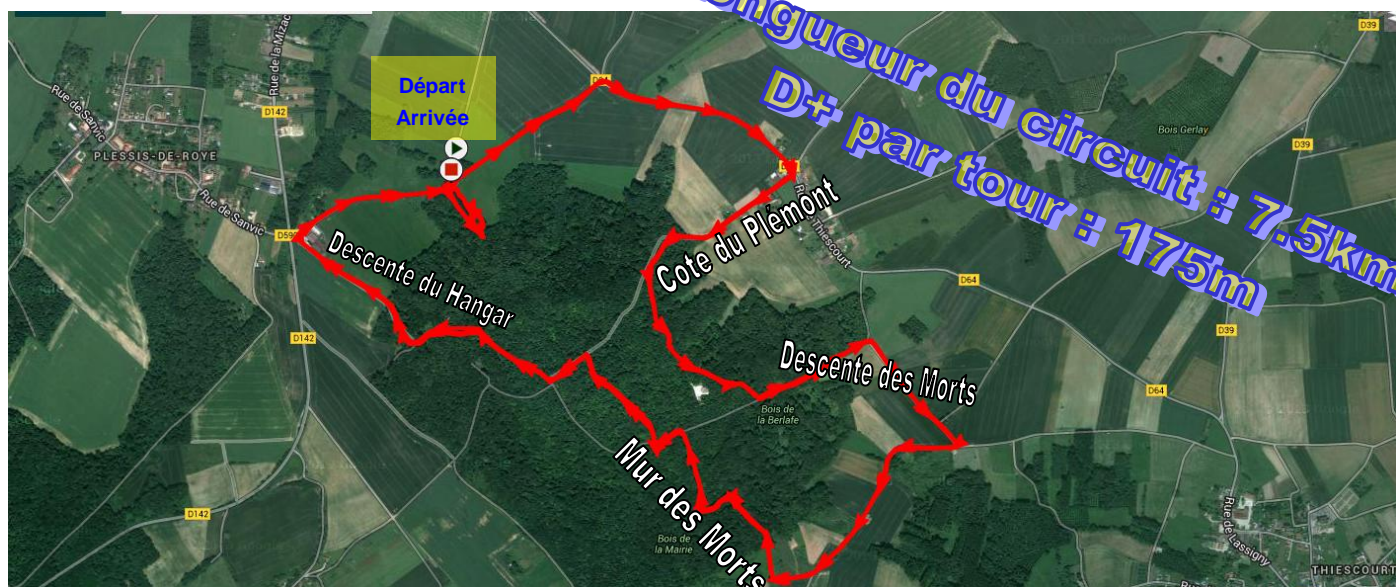 ongueur du circuit : 7.5km
D+ par tour : 175m
Départ
Arrivée
Cote du Plémont
Descente des Morts
Mur des Morts
Descente du Hangar
Rue de la Mizac
Rue de Sanvic
PLESSIS-DE-ROYE
Rue de Sanvic
D142
D142
D142
D39
D39
D39
D64
D64
Bois Gerlay
Thiescourt
Bois de
la Berlafe
Bois de
la Mairie
Rue de Lassigny
THIESCOURT